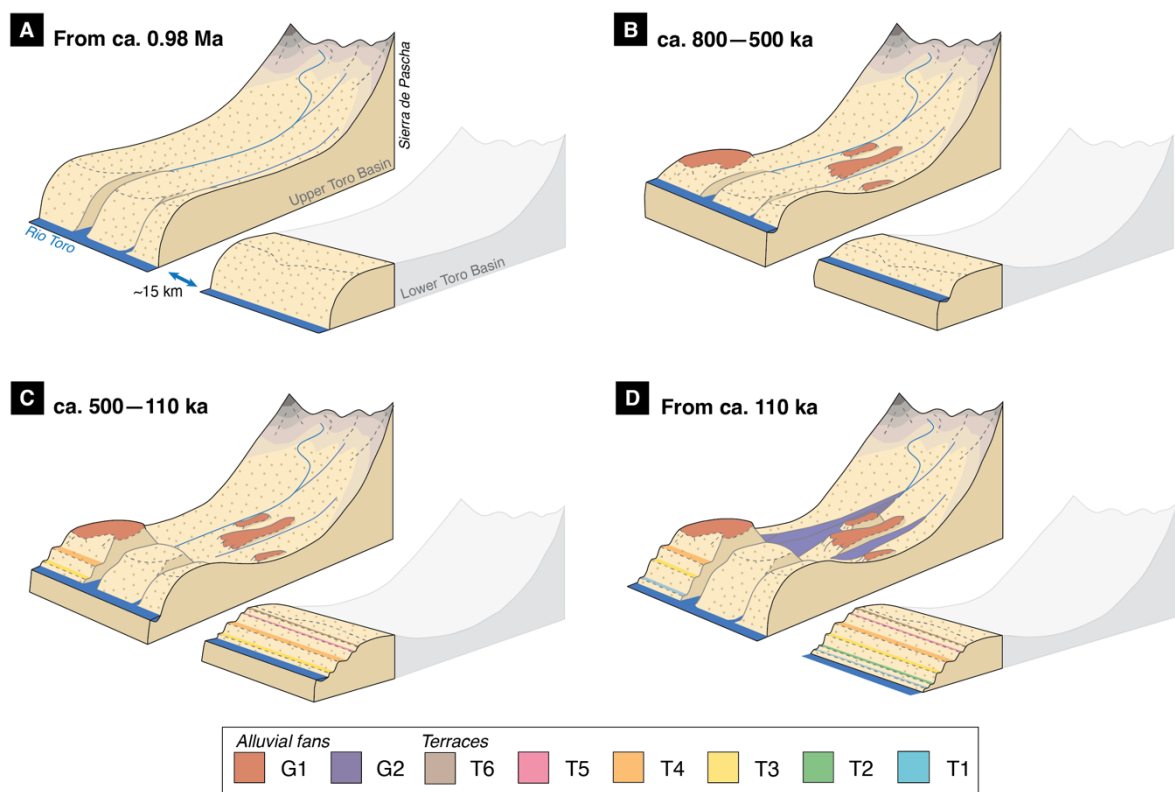 A From ca. 0.98 Ma
Sierra de Pascha
Upper Toro Basin
Rio Toro
~15 km
Lower Toro Basin
B ca. 800–500 ka
C ca. 500–110 ka
D From ca. 110 ka
Alluvial fans Terraces
G1 G2 T6 T5 T4 T3 T2 T1